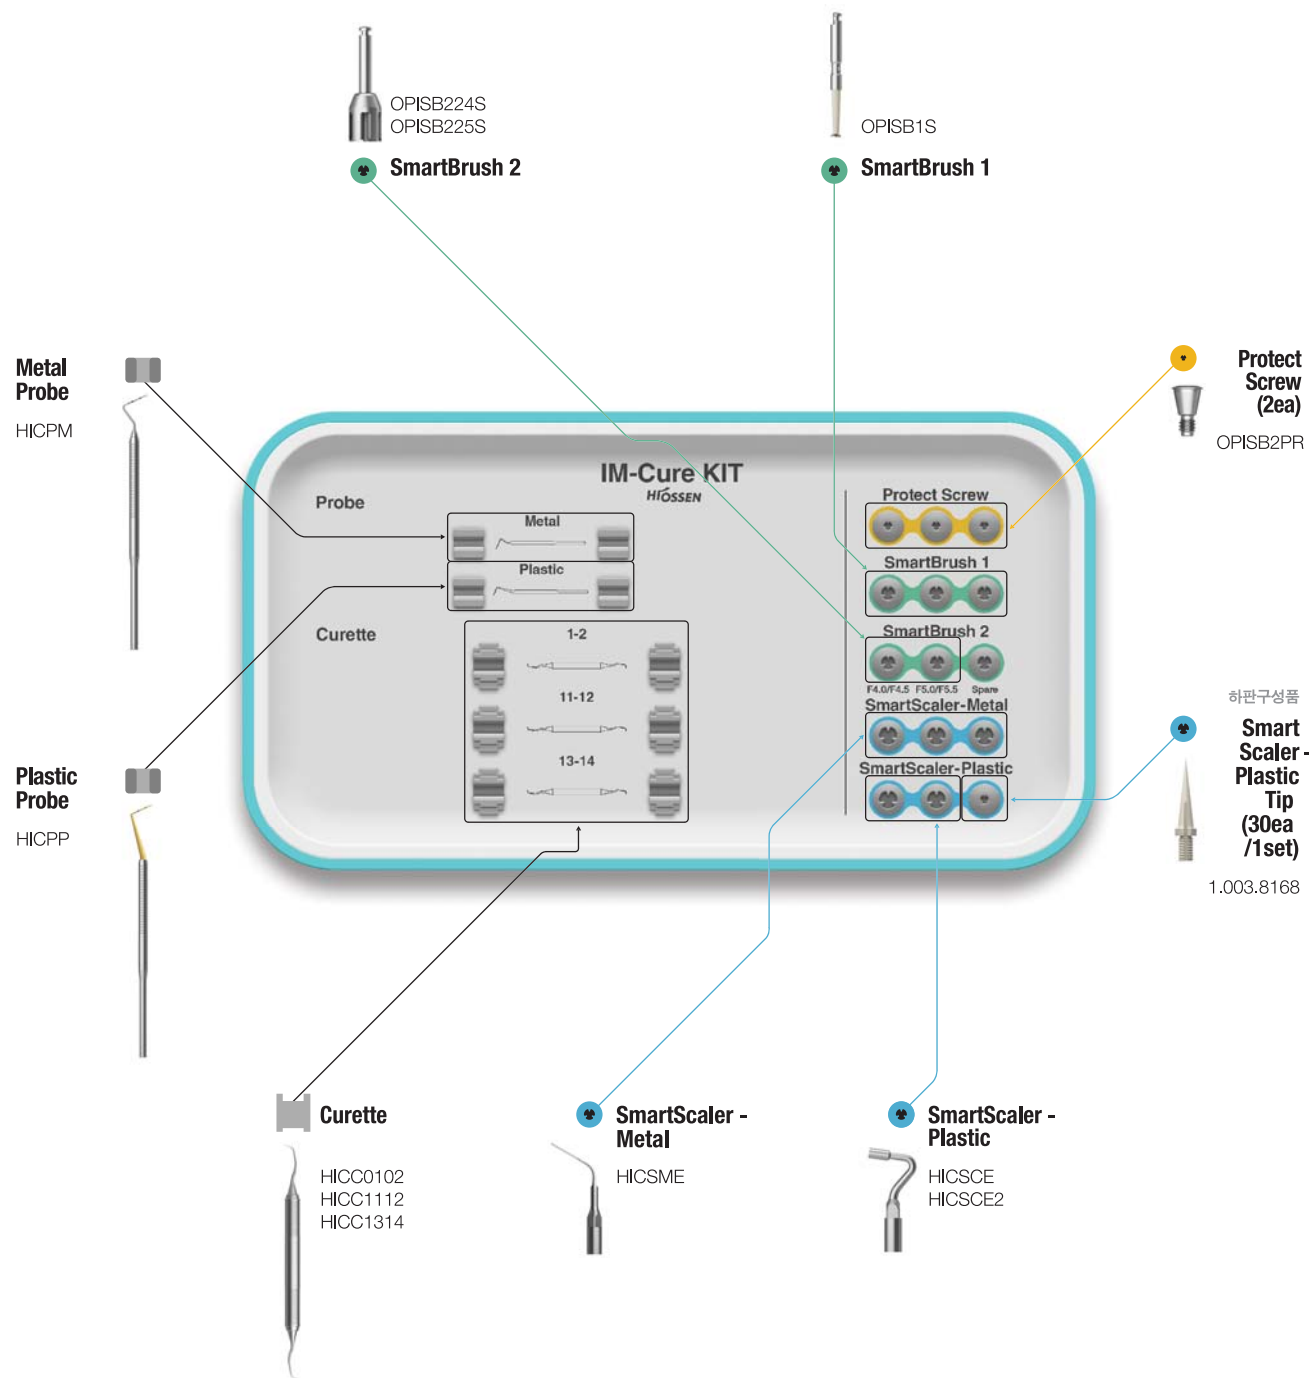 OPISB224S
OPISB225S
SmartBrush 2
OPISB1S
SmartBrush 1
Metal
Probe
HICPM
Protect
Screw
(2ea)
OPISB2PR
IM-Cure KIT
HIOSSEN
Probe
Metal
Plastic
Curette
1-2
11-12
13-14
Protect Screw
SmartBrush 1
SmartBrush 2
F4.0/F4.5 F5.0/F5.5 Spare
SmartScaler-Metal
SmartScaler-Plastic
하판구성품
Smart
Scaler -
Plastic
Tip
(30ea
/1set)
1.003.8168
Plastic
Probe
HICPP
Curette
HICC0102
HICC1112
HICC1314
SmartScaler -
Metal
HICSME
SmartScaler -
Plastic
HICSCE
HICSCE2